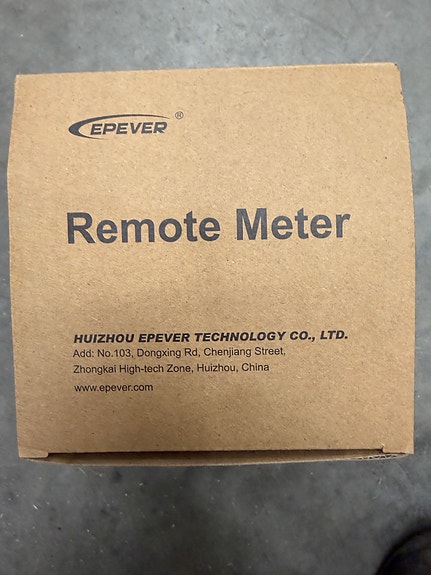 EPEVER®
Remote Meter
HUIZHOU EPEVER TECHNOLOGY CO., LTD.
Add: No.103, Dongxing Rd, Chenjiang Street,
Zhongkai High-tech Zone, Huizhou, China
www.epever.com